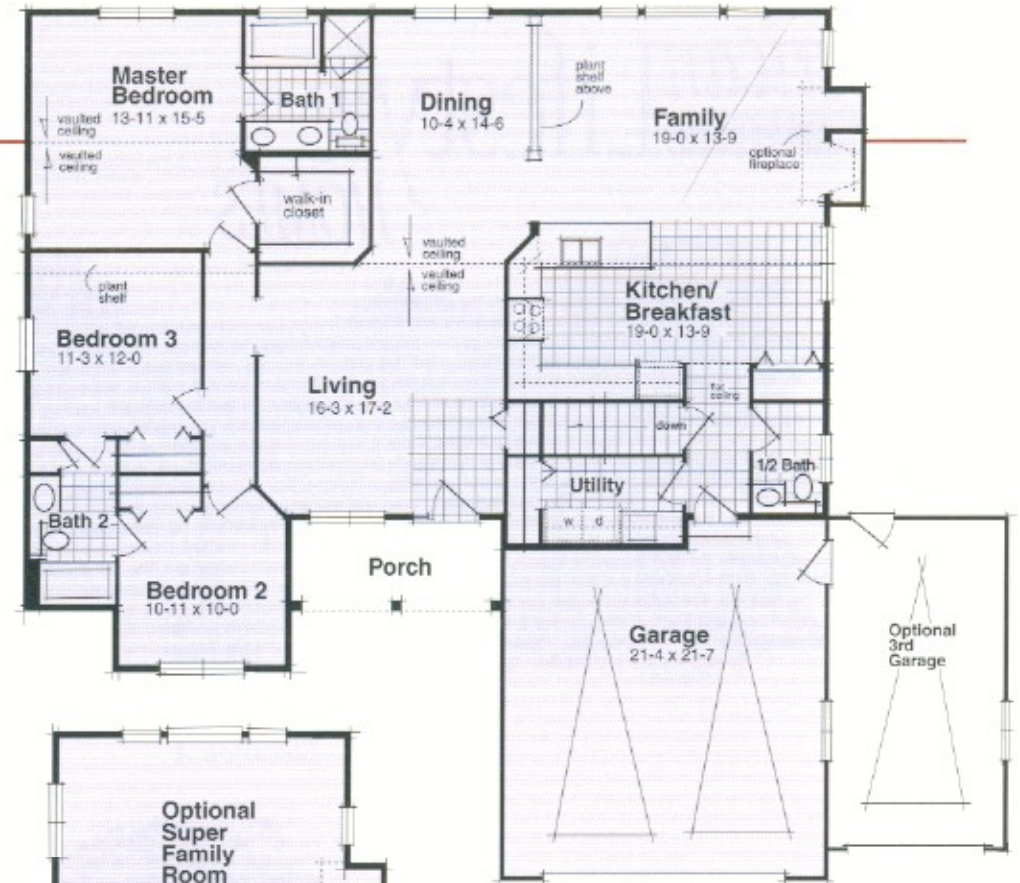 Master
Bedroom
13-11 x 15-5
vaulted
ceiling
vaulted
ceiling
Bath 1
walk-in
closet
Dining
10-4 x 14-6
plant
shelf
above
Family
19-0 x 13-9
optional
fireplace
vaulted
ceiling
vaulted
ceiling
plant
shelf
Bedroom 3
11-3 x 12-0
Kitchen/
Breakfast
19-0 x 13-9
Living
16-3 x 17-2
flat
ceiling
down
Utility
w d
1/2 Bath
Bath 2
Bedroom 2
10-11 x 10-0
Porch
Garage
21-4 x 21-7
Optional
3rd
Garage
Optional
Super
Family
Room